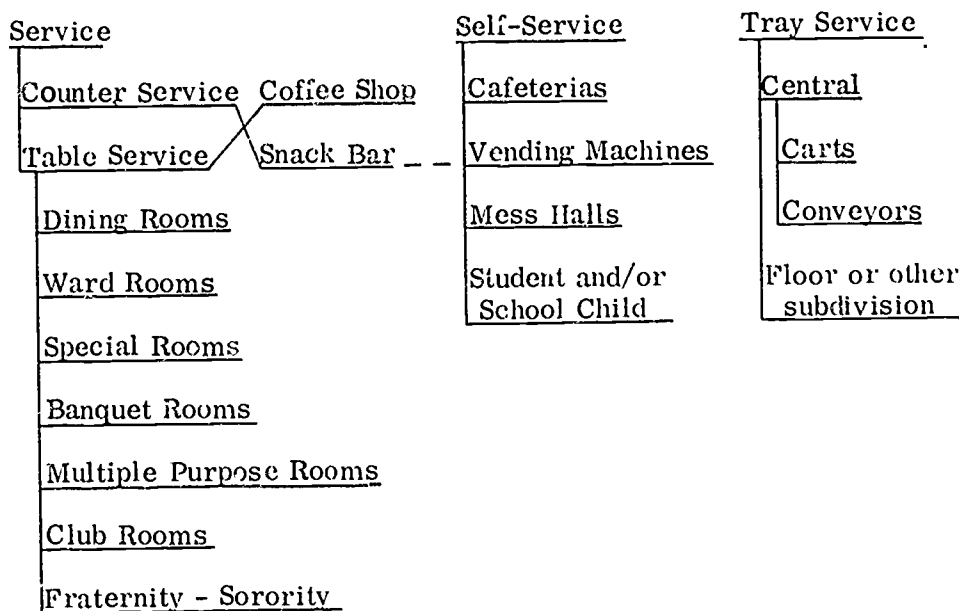 Service
Counter Service
Coffee Shop
Table Service
Snack Bar
Dining Rooms
Ward Rooms
Special Rooms
Banquet Rooms
Multiple Purpose Rooms
Club Rooms
Fraternity - Sorority
Self-Service
Cafeterias
Vending Machines
Mess Halls
Student and/or
School Child
Tray Service
Central
Carts
Conveyors
Floor or other
subdivision